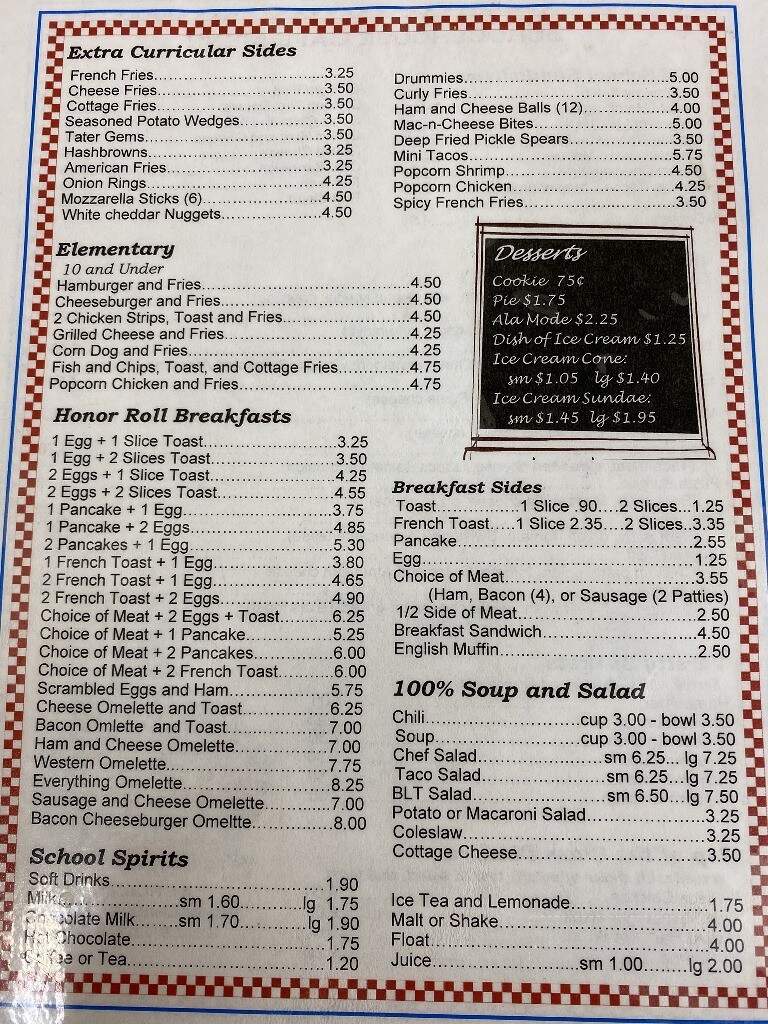 Extra Curricular Sides
French Fries.....3.25
Cheese Fries.....3.50
Cottage Fries.....3.50
Seasoned Potato Wedges.....3.50
Tater Gems.....3.50
Hashbrowns.....3.25
American Fries.....3.25
Onion Rings.....4.25
Mozzarella Sticks (6).....4.50
White cheddar Nuggets.....4.50
Drummies.....5.00
Curly Fries.....3.50
Ham and Cheese Balls (12).....4.00
Mac-n-Cheese Bites.....5.00
Deep Fried Pickle Spears.....3.50
Mini Tacos.....5.75
Popcorn Shrimp.....4.50
Popcorn Chicken.....4.25
Spicy French Fries.....3.50
Elementary
10 and Under
Hamburger and Fries.....4.50
Cheeseburger and Fries.....4.50
2 Chicken Strips, Toast and Fries.....4.50
Grilled Cheese and Fries.....4.25
Corn Dog and Fries.....4.25
Fish and Chips, Toast, and Cottage Fries.....4.75
Popcorn Chicken and Fries.....4.75
Desserts
Cookie 75¢
Pie $1.75
Ala Mode $2.25
Dish of Ice Cream $1.25
Ice Cream Cone:
sm $1.05 lg $1.40
Ice Cream Sundae:
sm $1.45 lg $1.95
Honor Roll Breakfasts
1 Egg + 1 Slice Toast.....3.25
1 Egg + 2 Slices Toast.....3.50
2 Eggs + 1 Slice Toast.....4.25
2 Eggs + 2 Slices Toast.....4.55
1 Pancake + 1 Egg.....3.75
1 Pancake + 2 Eggs.....4.85
2 Pancakes + 1 Egg.....5.30
1 French Toast + 1 Egg.....3.80
2 French Toast + 1 Egg.....4.65
2 French Toast + 2 Eggs.....4.90
Choice of Meat + 2 Eggs + Toast.....6.25
Choice of Meat + 1 Pancake.....5.25
Choice of Meat + 2 Pancakes.....6.00
Choice of Meat + 2 French Toast.....6.00
Scrambled Eggs and Ham.....5.75
Cheese Omelette and Toast.....6.25
Bacon Omlette and Toast.....7.00
Ham and Cheese Omelette.....7.00
Western Omelette.....7.75
Everything Omelette.....8.25
Sausage and Cheese Omelette.....7.00
Bacon Cheeseburger Omeltte.....8.00
Breakfast Sides
Toast.....1 Slice .90....2 Slices...1.25
French Toast.....1 Slice 2.35....2 Slices..3.35
Pancake.....2.55
Egg.....1.25
Choice of Meat.....3.55
(Ham, Bacon (4), or Sausage (2 Patties)
1/2 Side of Meat.....2.50
Breakfast Sandwich.....4.50
English Muffin.....2.50
100% Soup and Salad
Chili.....cup 3.00 - bowl 3.50
Soup.....cup 3.00 - bowl 3.50
Chef Salad.....sm 6.25... lg 7.25
Taco Salad.....sm 6.25...lg 7.25
BLT Salad.....sm 6.50...lg 7.50
Potato or Macaroni Salad.....3.25
Coleslaw.....3.25
Cottage Cheese.....3.50
School Spirits
Soft Drinks.....1.90
Milk.....sm 1.60.....lg 1.75
Chocolate Milk.....sm 1.70.....lg 1.90
Hot Chocolate.....1.75
Coffee or Tea.....1.20
Ice Tea and Lemonade.....1.75
Malt or Shake.....4.00
Float.....4.00
Juice.....sm 1.00.....lg 2.00